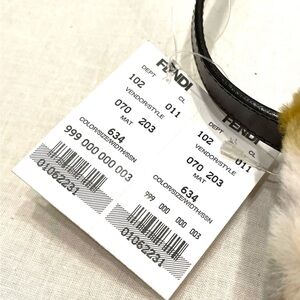 FENDI
DEPT CL
102 011
VENDOR/STYLE
070 203
MAT
634
COLOR/SIZE/WIDTH/SSN
999 000 000 003
01062231
FENDI
DEPT CL
102 011
VENDOR/STYLE
070 203
MAT
634
COLOR/SIZE/WIDTH/SSN
999 000 000 003
01062231